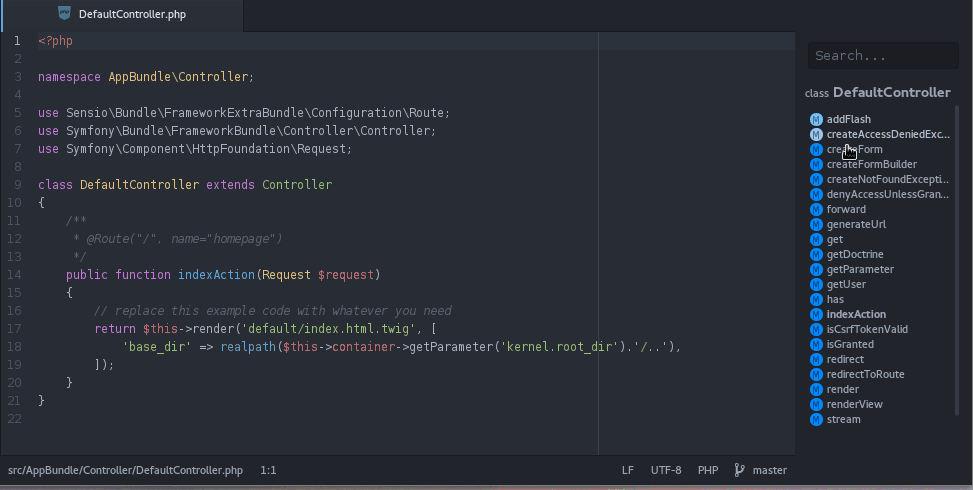 DefaultController.php
1 <?php
2
3 namespace AppBundle\Controller;
4
5 use Sensio\Bundle\FrameworkExtraBundle\Configuration\Route;
6 use Symfony\Bundle\FrameworkBundle\Controller\Controller;
7 use Symfony\Component\HttpFoundation\Request;
8
9 class DefaultController extends Controller
10 {
11     /**
12      * @Route("/", name="homepage")
13      */
14     public function indexAction(Request $request)
15     {
16         // replace this example code with whatever you need
17         return $this->render('default/index.html.twig', [
18             'base_dir' => realpath($this->container->getParameter('kernel.root_dir').'/..'),
19         ]);
20     }
21 }
22
Search...
class DefaultController
M addFlash
M createAccessDeniedExc...
M createForm
M createFormBuilder
M createNotFoundExcepti...
M denyAccessUnlessGran...
M forward
M generateUrl
M get
M getDoctrine
M getParameter
M getUser
M has
M indexAction
M isCsrfTokenValid
M isGranted
M redirect
M redirectToRoute
M render
M renderView
M stream
src/AppBundle/Controller/DefaultController.php 1:1 LF UTF-8 PHP master